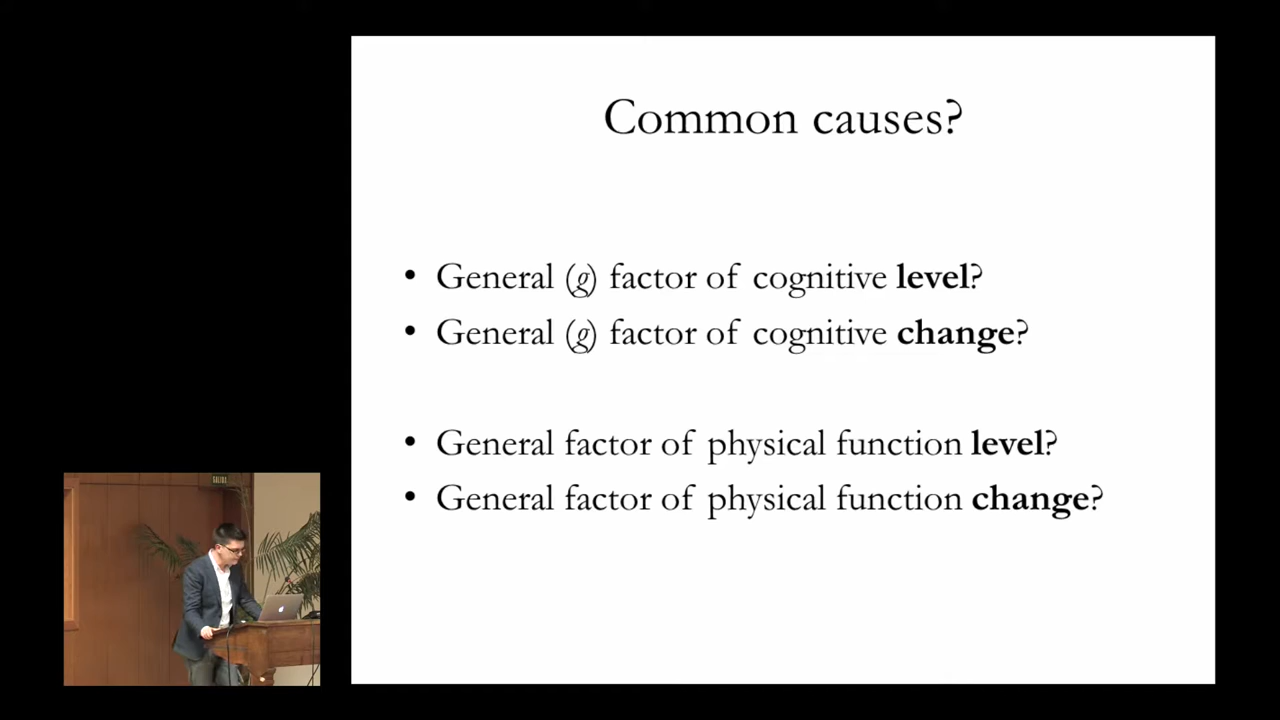 Common causes?
• General (g) factor of cognitive level?
• General (g) factor of cognitive change?
• General factor of physical function level?
• General factor of physical function change?
SALIDA